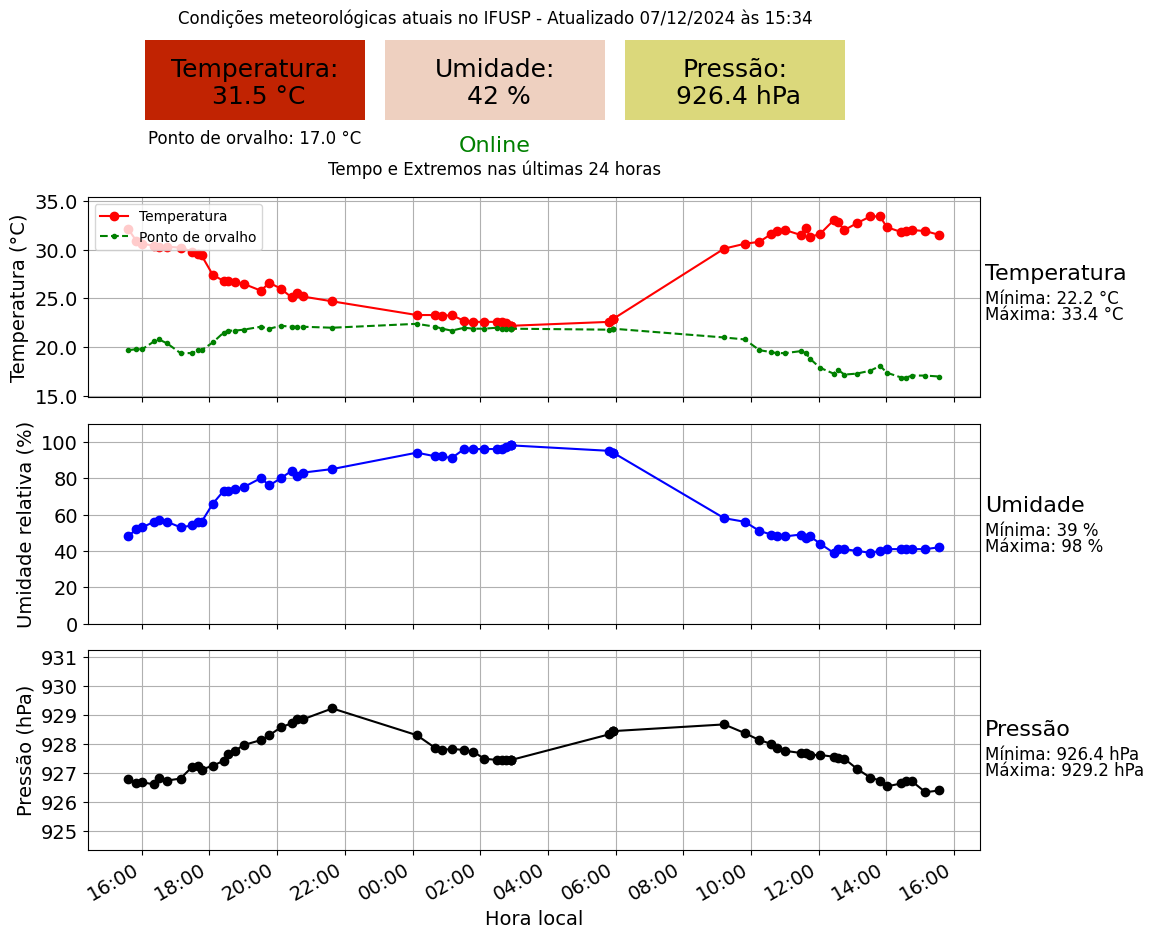 Condições meteorológicas atuais no IFUSP - Atualizado 07/12/2024 às 15:34
Temperatura:
31.5 °C
Umidade:
42 %
Pressão:
926.4 hPa
Ponto de orvalho: 17.0 °C
Online
Tempo e Extremos nas últimas 24 horas
Temperatura (°C)
35.0
30.0
25.0
20.0
15.0
Temperatura
Ponto de orvalho
Temperatura
Mínima: 22.2 °C
Máxima: 33.4 °C
Umidade relativa (%)
100
80
60
40
20
0
Umidade
Mínima: 39 %
Máxima: 98 %
Pressão (hPa)
931
930
929
928
927
926
925
Pressão
Mínima: 926.4 hPa
Máxima: 929.2 hPa
16:00 18:00 20:00 22:00 00:00 02:00 04:00 06:00 08:00 10:00 12:00 14:00 16:00
Hora local